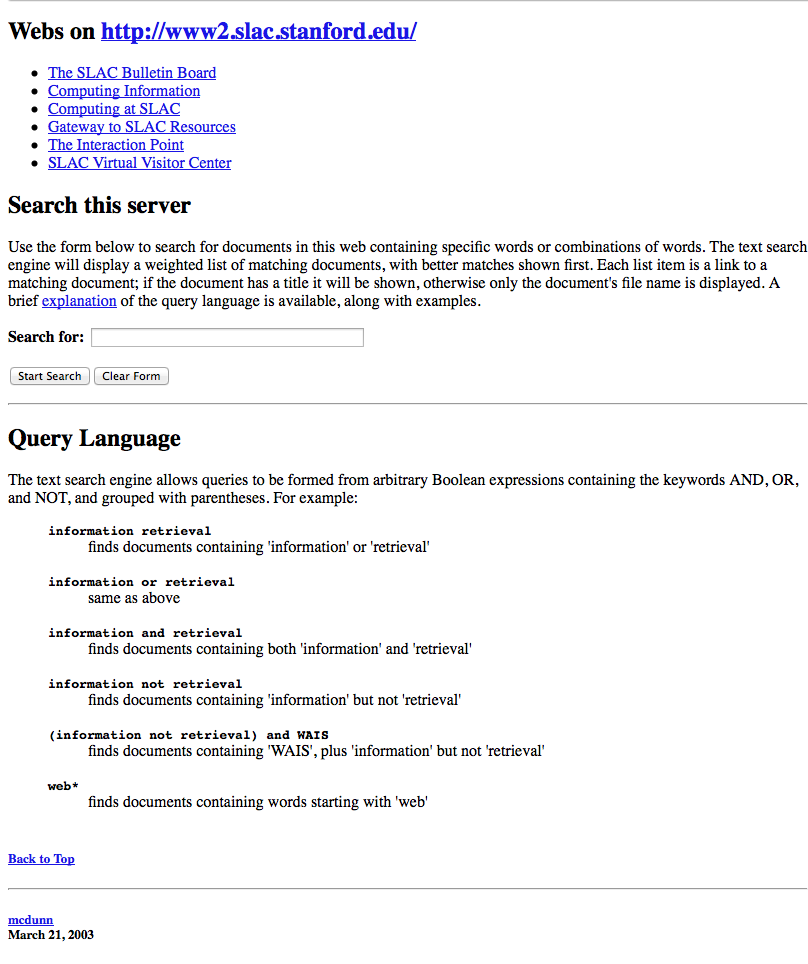 Webs on http://www2.slac.stanford.edu/
The SLAC Bulletin Board
Computing Information
Computing at SLAC
Gateway to SLAC Resources
The Interaction Point
SLAC Virtual Visitor Center
Search this server
Use the form below to search for documents in this web containing specific words or combinations of words. The text search
engine will display a weighted list of matching documents, with better matches shown first. Each list item is a link to a
matching document; if the document has a title it will be shown, otherwise only the document's file name is displayed. A
brief explanation of the query language is available, along with examples.
Search for:
Start Search Clear Form
Query Language
The text search engine allows queries to be formed from arbitrary Boolean expressions containing the keywords AND, OR,
and NOT, and grouped with parentheses. For example:
information retrieval
finds documents containing 'information' or 'retrieval'
information or retrieval
same as above
information and retrieval
finds documents containing both 'information' and 'retrieval'
information not retrieval
finds documents containing 'information' but not 'retrieval'
(information not retrieval) and WAIS
finds documents containing 'WAIS', plus 'information' but not 'retrieval'
web*
finds documents containing words starting with 'web'
Back to Top
mcdunn
March 21, 2003